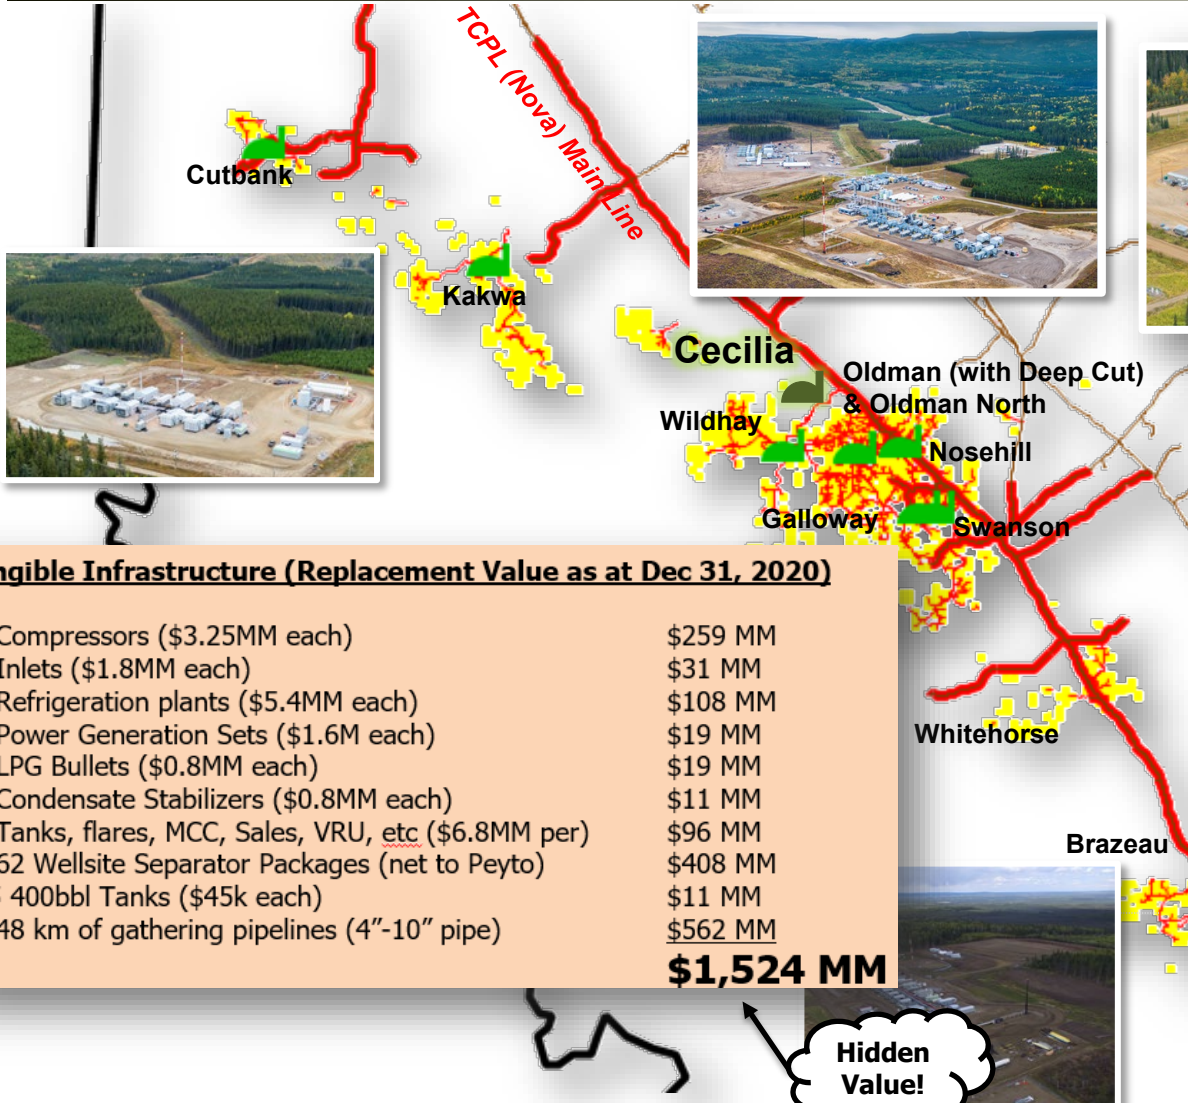 TCPL (Nova) Main Line
Cutbank
Kakwa
Cecilia
Oldman (with Deep Cut)
& Oldman North
Wildhay
Nosehill
Galloway
Swanson
ngible Infrastructure (Replacement Value as at Dec 31, 2020)
Compressors ($3.25MM each) $259 MM
Inlets ($1.8MM each) $31 MM
Refrigeration plants ($5.4MM each) $108 MM
Power Generation Sets ($1.6M each) $19 MM
LPG Bullets ($0.8MM each) $19 MM
Condensate Stabilizers ($0.8MM each) $11 MM
Tanks, flares, MCC, Sales, VRU, etc ($6.8MM per) $96 MM
62 Wellsite Separator Packages (net to Peyto) $408 MM
400bbl Tanks ($45k each) $11 MM
48 km of gathering pipelines (4”-10” pipe) $562 MM
$1,524 MM
Whitehorse
Brazeau
Hidden
Value!